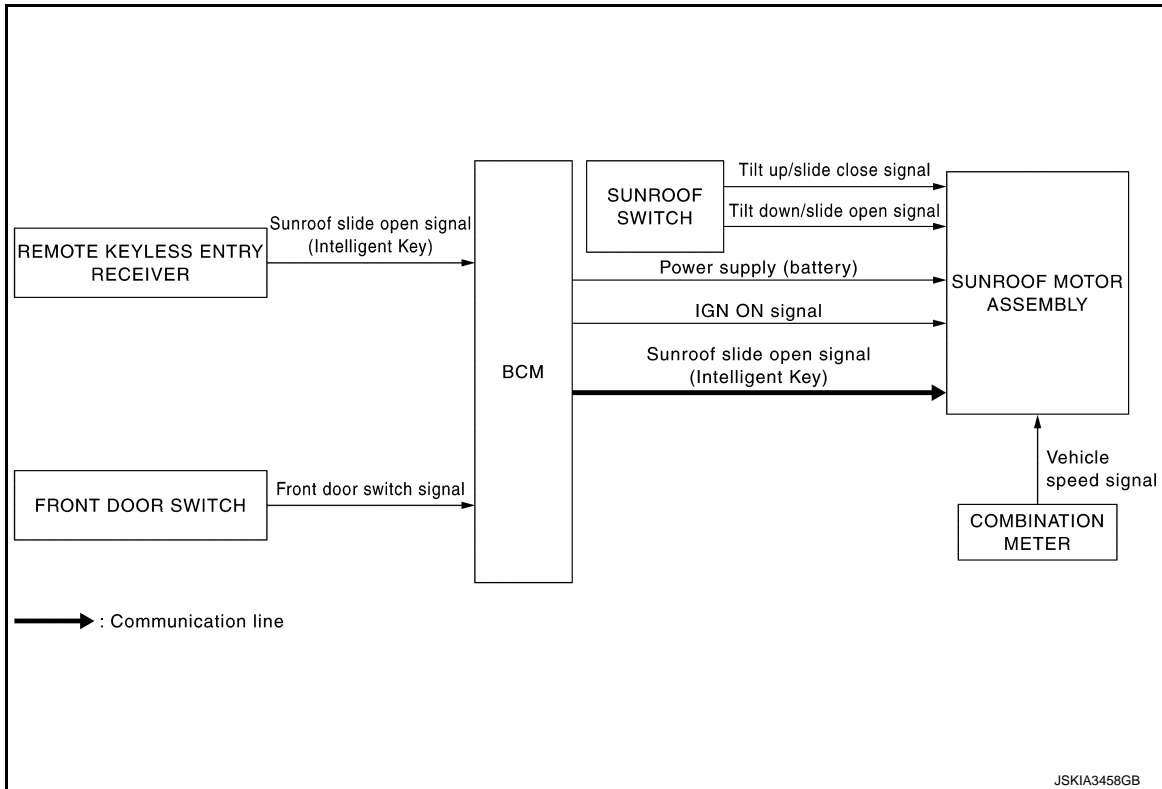 REMOTE KEYLESS ENTRY
RECEIVER
Sunroof slide open signal
(Intelligent Key)
FRONT DOOR SWITCH
Front door switch signal
BCM
SUNROOF
SWITCH
Tilt up/slide close signal
Tilt down/slide open signal
Power supply (battery)
IGN ON signal
Sunroof slide open signal
(Intelligent Key)
SUNROOF MOTOR
ASSEMBLY
Vehicle
speed signal
COMBINATION
METER
: Communication line
JSKIA3458GB